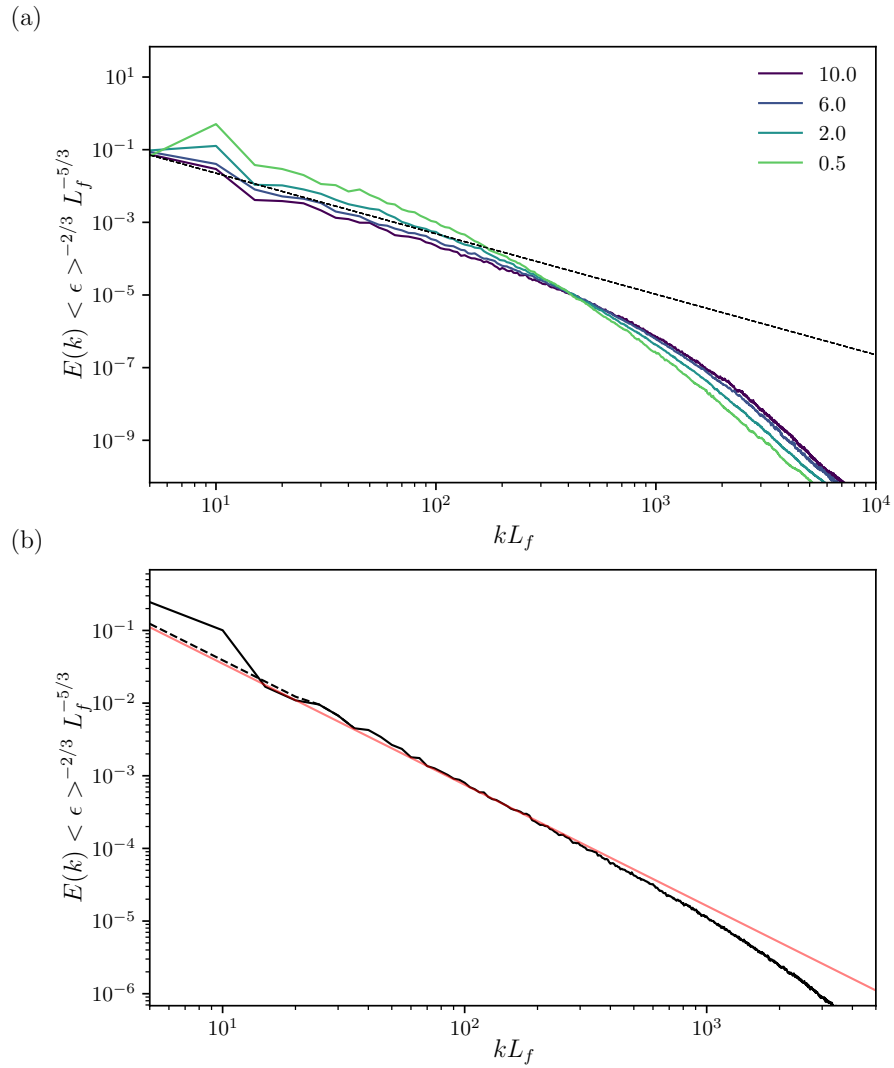 (a)
10.0
6.0
2.0
0.5
10^1
10^-1
10^-3
10^-5
10^-7
10^-9
E(k) < ϵ >^{-2/3} L_f^{-5/3}
10^1 10^2 10^3 10^4
kL_f
(b)
10^-1
10^-2
10^-3
10^-4
10^-5
10^-6
E(k) < ϵ >^{-2/3} L_f^{-5/3}
10^1 10^2 10^3
kL_f